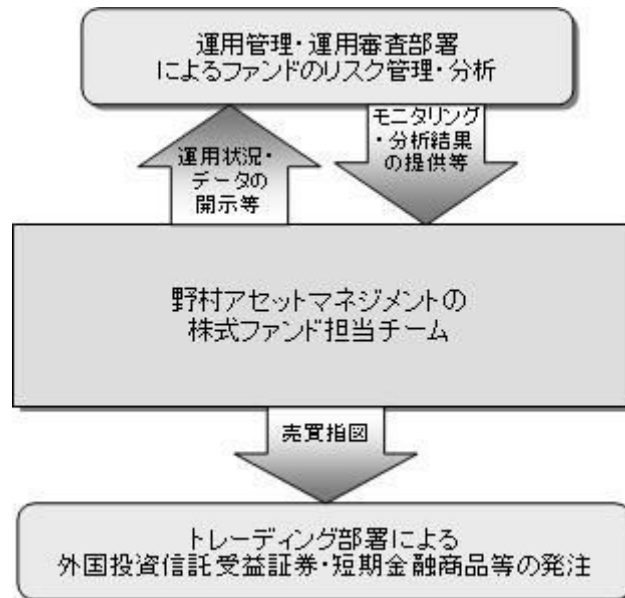 運用管理・運用審査部署
によるファンドのリスク管理・分析
運用状況・
データの
開示等
モニタリング
・分析結果
の提供等
野村アセットマネジメントの
株式ファンド担当チーム
売買指図
トレーディング部署による
外国投資信託受益証券・短期金融商品等の発注